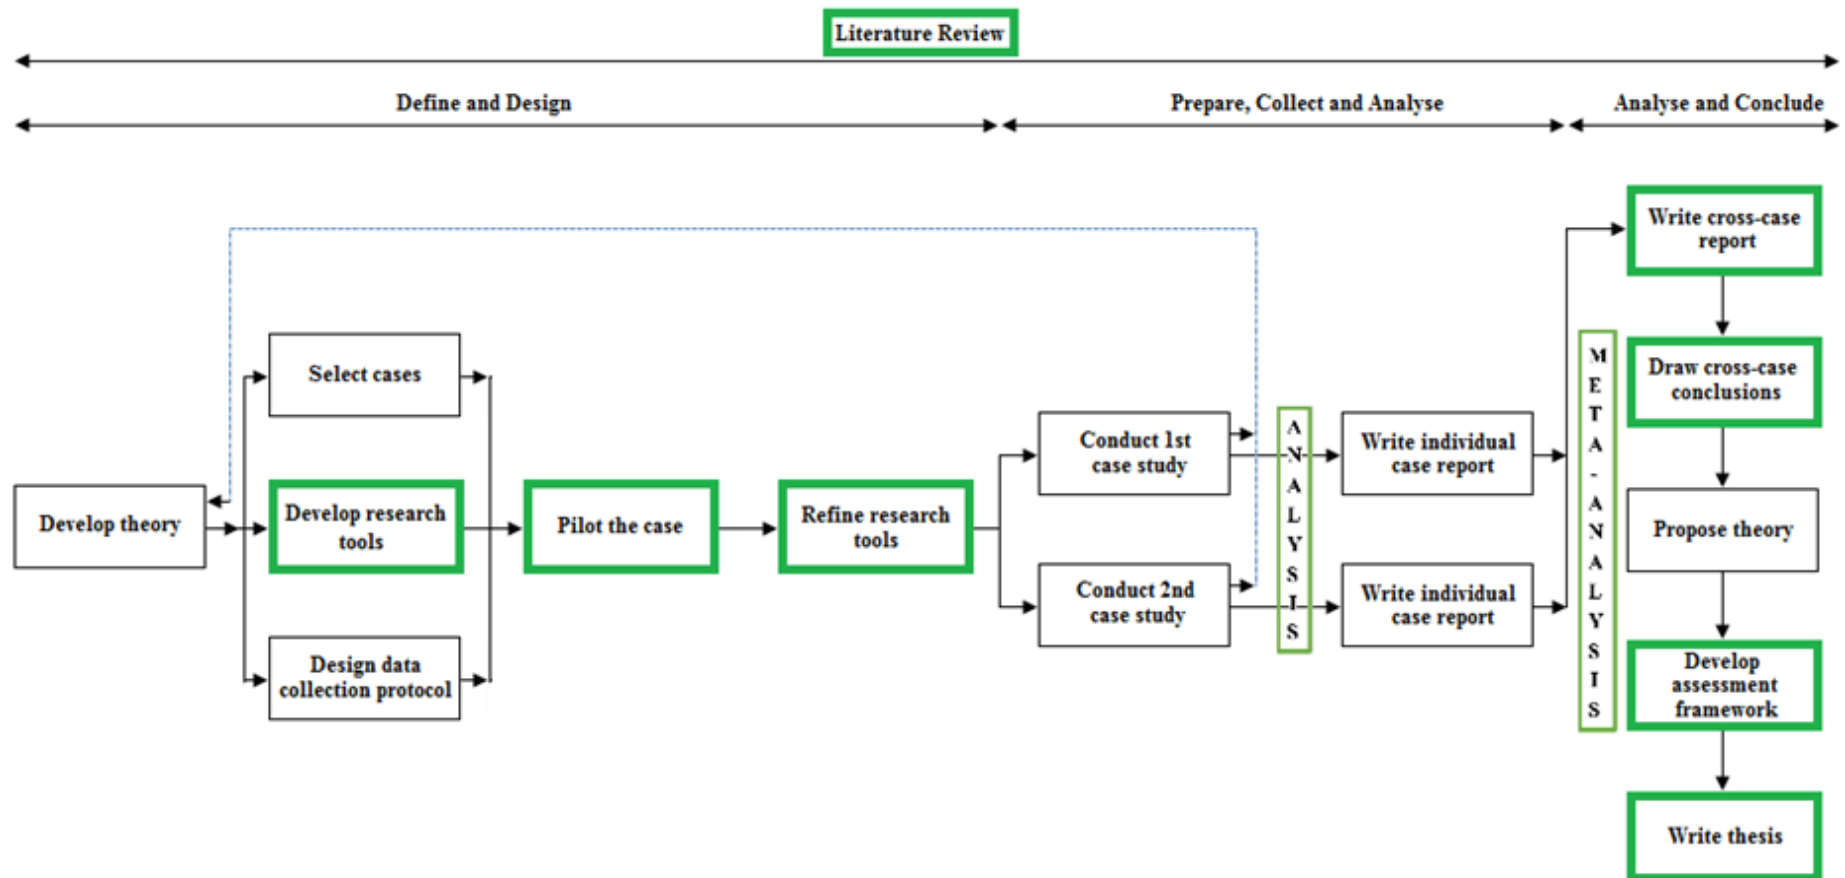 Literature Review
Define and Design
Prepare, Collect and Analyse
Analyse and Conclude
Develop theory
Select cases
Develop research
tools
Design data
collection protocol
Pilot the case
Refine research
tools
Conduct 1st
case study
Conduct 2nd
case study
ANALYSIS
Write individual
case report
Write individual
case report
META-ANALYSIS
Write cross-case
report
Draw cross-case
conclusions
Propose theory
Develop
assessment
framework
Write thesis